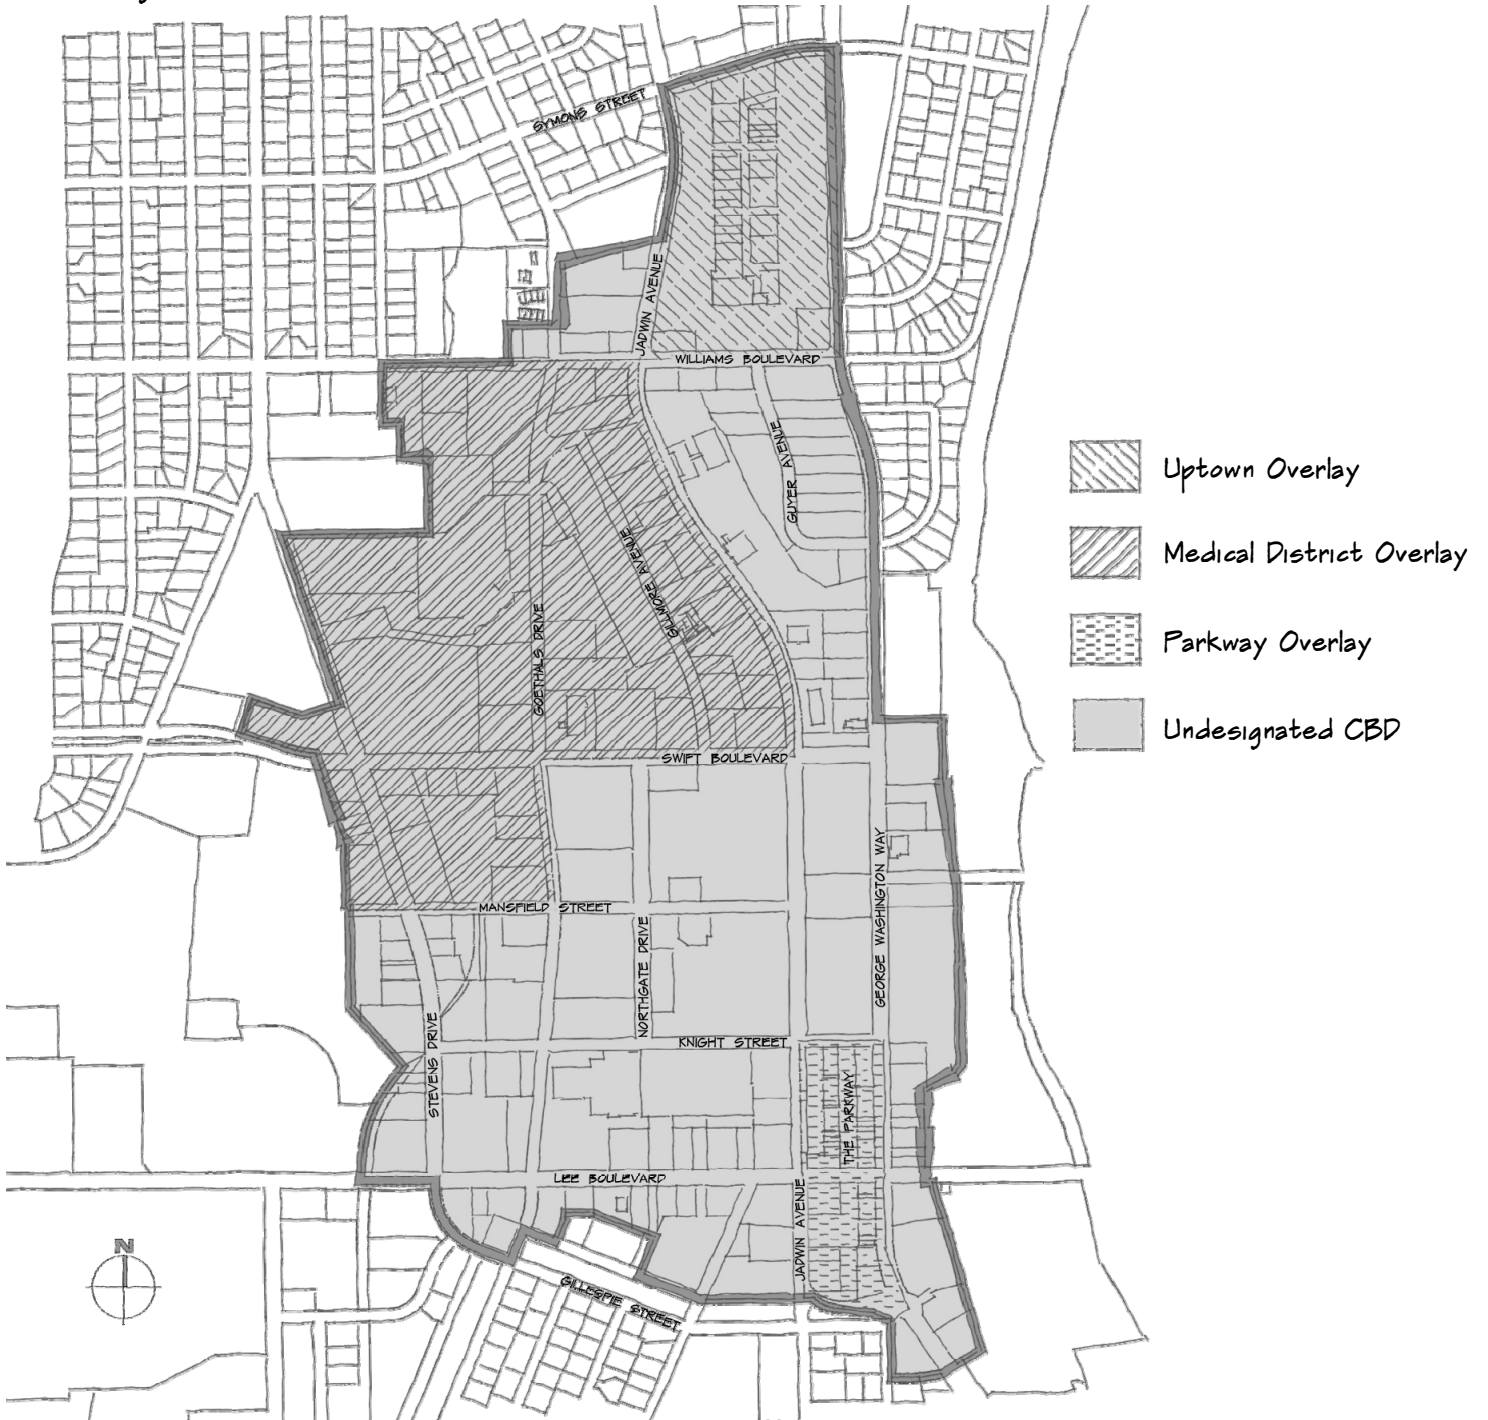 SYMONS STREET
JADWIN AVENUE
WILLIAMS BOULEVARD
GUYER AVENUE
Uptown Overlay
GILLMORE AVENUE
Medical District Overlay
GOETHALS DRIVE
Parkway Overlay
Undesignated CBD
SWIFT BOULEVARD
GEORGE WASHINGTON WAY
MANSFIELD STREET
NORTHGATE DRIVE
STEVENS DRIVE
KNIGHT STREET
THE PARKWAY
LEE BOULEVARD
JADWIN AVENUE
N
GILLESPIE STREET